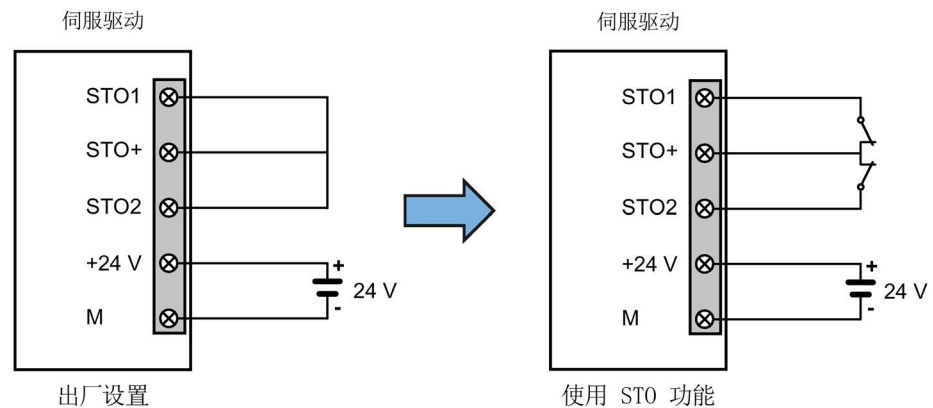 伺服驱动
STO1
STO+
STO2
+24 V
M
+
24 V
-
出厂设置
伺服驱动
STO1
STO+
STO2
+24 V
M
+
24 V
-
使用 STO 功能